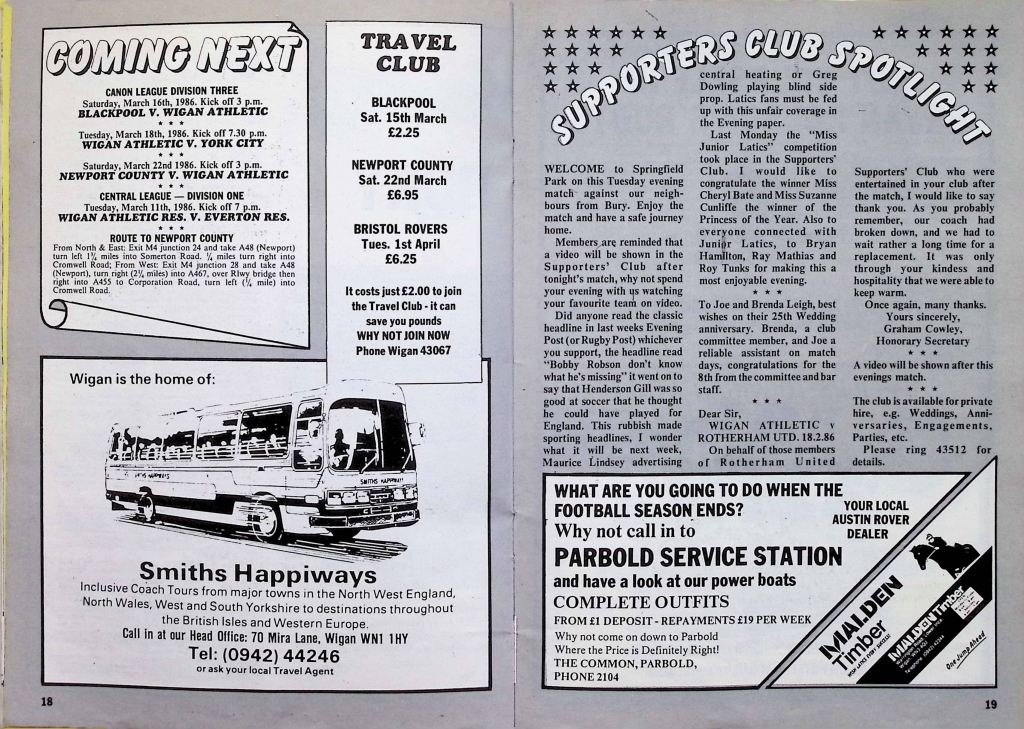 COMING NEXT
CANON LEAGUE DIVISION THREE
Saturday, March 16th, 1986. Kick off 3 p.m.
BLACKPOOL V. WIGAN ATHLETIC
★ ★ ★
Tuesday, March 18th, 1986. Kick off 7.30 p.m.
WIGAN ATHLETIC V. YORK CITY
★ ★ ★
Saturday, March 22nd 1986. Kick off 3 p.m.
NEWPORT COUNTY V. WIGAN ATHLETIC
★ ★ ★
CENTRAL LEAGUE — DIVISION ONE
Tuesday, March 11th, 1986. Kick off 7 p.m.
WIGAN ATHLETIC RES. V. EVERTON RES.
★ ★ ★
ROUTE TO NEWPORT COUNTY
From North & East: Exit M4 junction 24 and take A48 (Newport)
turn left 1¾ miles into Somerton Road. ¼ miles turn right into
Cromwell Road; From West: Exit M4 junction 28 and take A48
(Newport), turn right (2½ miles) into A467, over Rlwy bridge then
right into A455 to Corporation Road, turn left (¼ mile) into
Cromwell Road.
TRAVEL
CLUB
BLACKPOOL
Sat. 15th March
£2.25
NEWPORT COUNTY
Sat. 22nd March
£6.95
BRISTOL ROVERS
Tues. 1st April
£6.25
It costs just £2.00 to join
the Travel Club - it can
save you pounds
WHY NOT JOIN NOW
Phone Wigan 43067
Wigan is the home of:
SMITHS HAPPIWAYS
SMITHS HAPPIWAYS
Smiths Happiways
Inclusive Coach Tours from major towns in the North West England,
North Wales, West and South Yorkshire to destinations throughout
the British Isles and Western Europe.
Call in at our Head Office: 70 Mira Lane, Wigan WN1 1HY
Tel: (0942) 44246
or ask your local Travel Agent
18
SUPPORTERS CLUB SPOTLIGHT
WELCOME to Springfield
Park on this Tuesday evening
match against our neigh-
bours from Bury. Enjoy the
match and have a safe journey
home.
Members are reminded that
a video will be shown in the
Supporters' Club after
tonight's match, why not spend
your evening with us watching
your favourite team on video.
Did anyone read the classic
headline in last weeks Evening
Post (or Rugby Post) whichever
you support, the headline read
"Bobby Robson don't know
what he's missing" it went on to
say that Henderson Gill was so
good at soccer that he thought
he could have played for
England. This rubbish made
sporting headlines, I wonder
what it will be next week,
Maurice Lindsey advertising
central heating or Greg
Dowling playing blind side
prop. Latics fans must be fed
up with this unfair coverage in
the Evening paper.
Last Monday the "Miss
Junior Latics" competition
took place in the Supporters'
Club. I would like to
congratulate the winner Miss
Cheryl Bate and Miss Suzanne
Cunliffe the winner of the
Princess of the Year. Also to
everyone connected with
Junior Latics, to Bryan
Hamilton, Ray Mathias and
Roy Tunks for making this a
most enjoyable evening.
★ ★ ★
To Joe and Brenda Leigh, best
wishes on their 25th Wedding
anniversary. Brenda, a club
committee member, and Joe a
reliable assistant on match
days, congratulations for the
8th from the committee and bar
staff.
★ ★ ★
Dear Sir,
WIGAN ATHLETIC v
ROTHERHAM UTD. 18.2.86
On behalf of those members
of Rotherham United
Supporters' Club who were
entertained in your club after
the match, I would like to say
thank you. As you probably
remember, our coach had
broken down, and we had to
wait rather a long time for a
replacement. It was only
through your kindess and
hospitality that we were able to
keep warm.
Once again, many thanks.
Yours sincerely,
Graham Cowley,
Honorary Secretary
★ ★ ★
A video will be shown after this
evenings match.
★ ★ ★
The club is available for private
hire, e.g. Weddings, Anni-
versaries, Engagements,
Parties, etc.
Please ring 43512 for
details.
WHAT ARE YOU GOING TO DO WHEN THE
FOOTBALL SEASON ENDS?
Why not call in to
PARBOLD SERVICE STATION
and have a look at our power boats
COMPLETE OUTFITS
FROM £1 DEPOSIT - REPAYMENTS £19 PER WEEK
Why not come on down to Parbold
Where the Price is Definitely Right!
THE COMMON, PARBOLD,
PHONE 2104
YOUR LOCAL
AUSTIN ROVER
DEALER
MALDEN
Timber
MALDEN Timber
One Jump Ahead
19